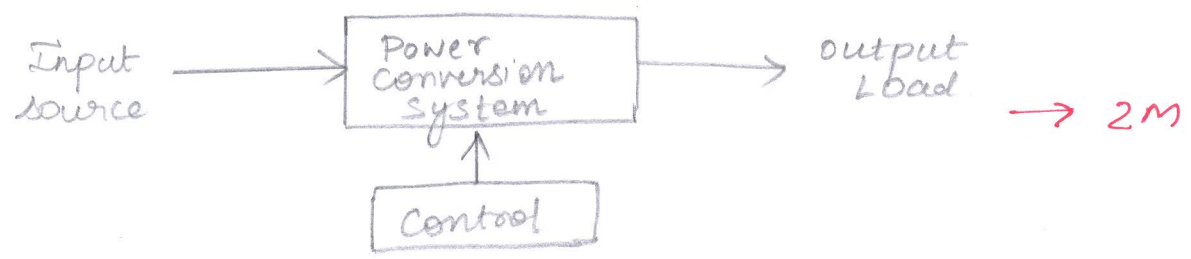 Input
source
Power
conversion
system
output
Load
→ 2M
Control